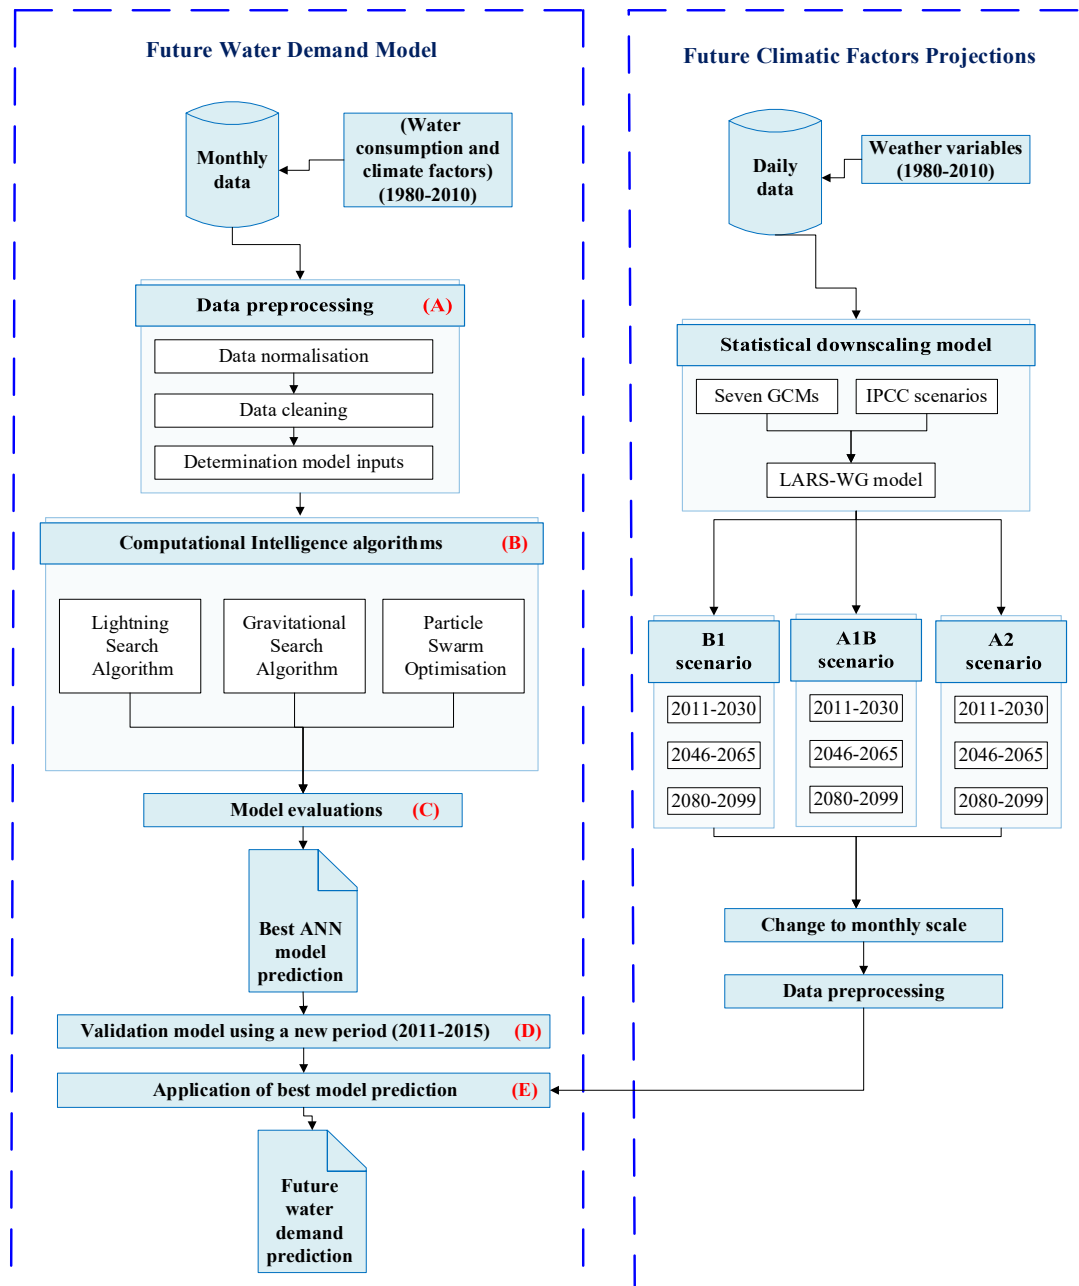 Future Water Demand Model
Monthly
data
(Water
consumption and
climate factors)
(1980-2010)
Data preprocessing (A)
Data normalisation
Data cleaning
Determination model inputs
Computational Intelligence algorithms (B)
Lightning
Search
Algorithm
Gravitational
Search
Algorithm
Particle
Swarm
Optimisation
Model evaluations (C)
Best ANN
model
prediction
Validation model using a new period (2011-2015) (D)
Application of best model prediction (E)
Future
water
demand
prediction
Future Climatic Factors Projections
Daily
data
Weather variables
(1980-2010)
Statistical downscaling model
Seven GCMs
IPCC scenarios
LARS-WG model
B1
scenario
2011-2030
2046-2065
2080-2099
A1B
scenario
2011-2030
2046-2065
2080-2099
A2
scenario
2011-2030
2046-2065
2080-2099
Change to monthly scale
Data preprocessing